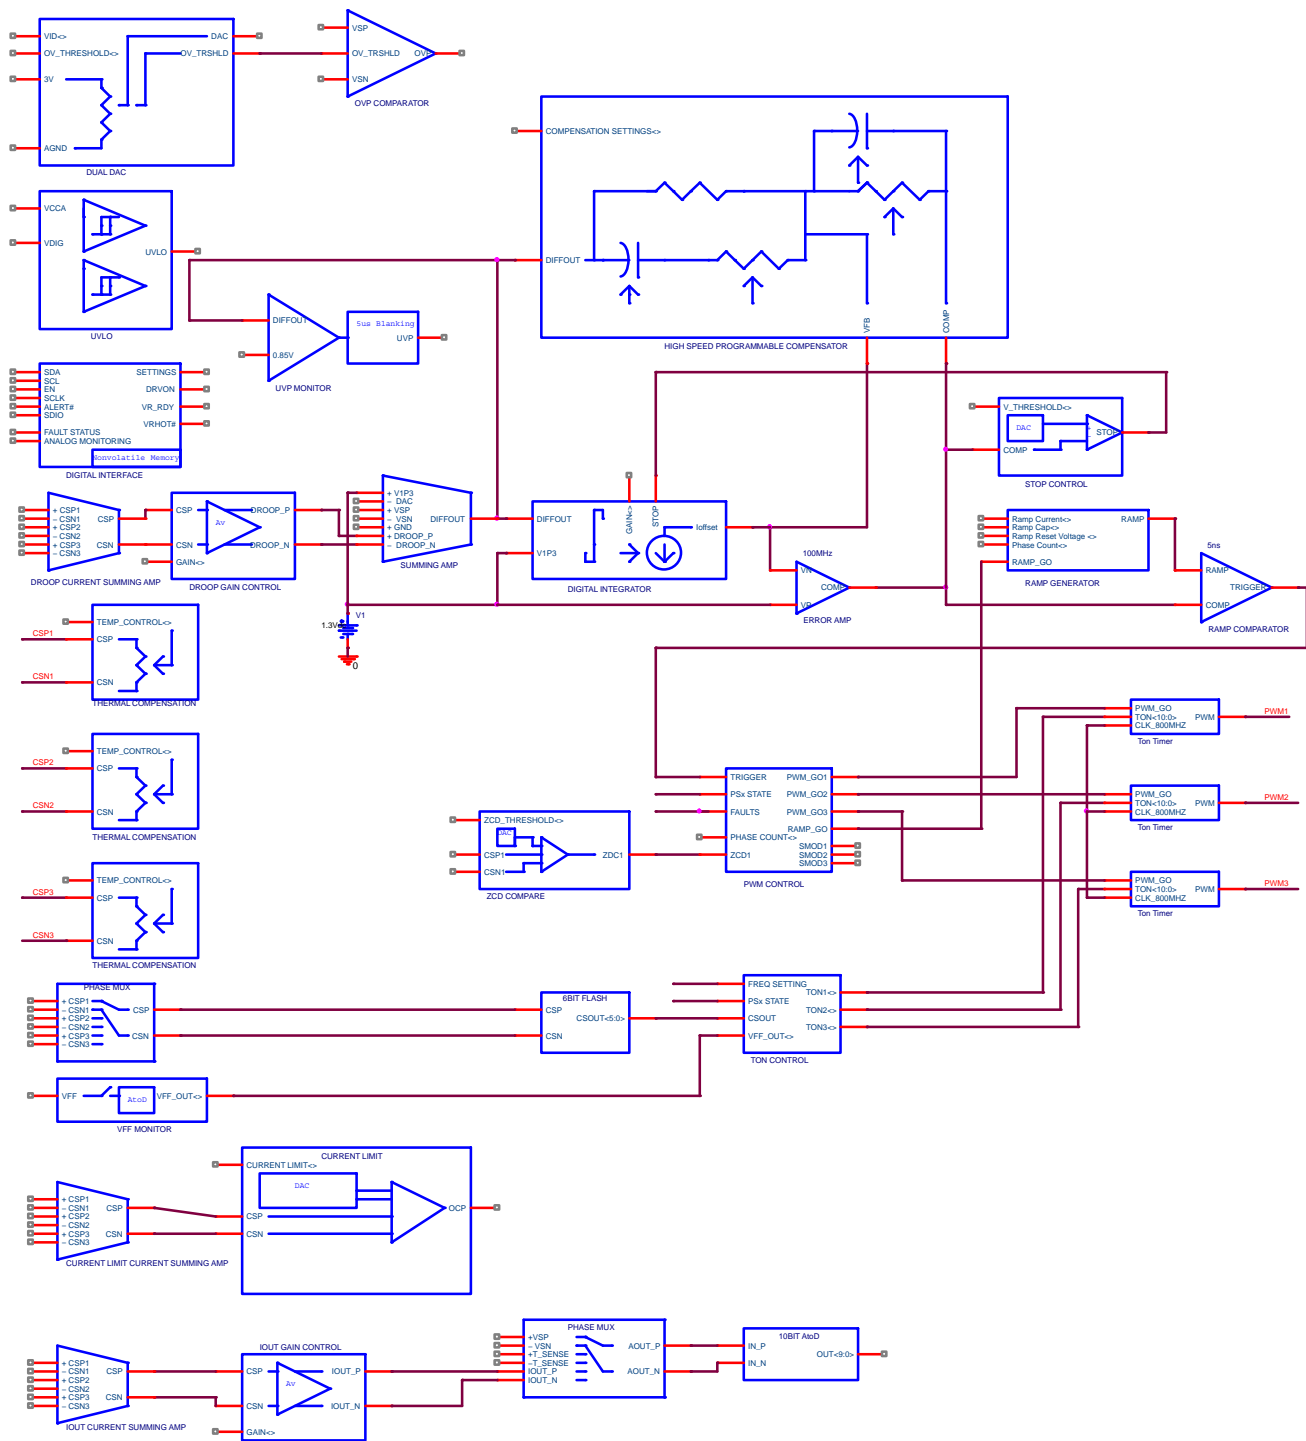 VID<>
OV_THRESHOLD<>
3V
AGND
DAC
OV_TRSHLD
DUAL DAC
VSP
OV_TRSHLD
VSN
OVP
OVP COMPARATOR
COMPENSATION SETTINGS<>
DIFFOUT
VFB
COMP
HIGH SPEED PROGRAMMABLE COMPENSATOR
VCCA
VDIG
UVLO
UVLO
DIFFOUT
0.85V
5us Blanking
UVP
UVP MONITOR
SDA
SCL
EN
SCLK
ALERT#
SDIO
FAULT STATUS
ANALOG MONITORING
SETTINGS
DRVON
VR_RDY
VRHOT#
Nonvolatile Memory
DIGITAL INTERFACE
V_THRESHOLD<>
DAC
COMP
STOP
STOP CONTROL
+ CSP1
− CSN1
+ CSP2
− CSN2
+ CSP3
− CSN3
CSP
CSN
DROOP CURRENT SUMMING AMP
CSP
CSN
GAIN<>
Av
DROOP_P
DROOP_N
DROOP GAIN CONTROL
+ V1P3
− DAC
+ VSP
− VSN
+ GND
+ DROOP_P
− DROOP_N
DIFFOUT
SUMMING AMP
DIFFOUT
V1P3
GAIN<>
STOP
Ioffset
DIGITAL INTEGRATOR
100MHz
VN
VP
COMP
ERROR AMP
Ramp Current<>
Ramp Cap<>
Ramp Reset Voltage <>
Phase Count<>
RAMP_GO
RAMP
RAMP GENERATOR
5ns
RAMP
COMP
TRIGGER
RAMP COMPARATOR
V1
1.3V
0
CSP1
CSN1
TEMP_CONTROL<>
CSP
CSN
THERMAL COMPENSATION
CSP2
CSN2
TEMP_CONTROL<>
CSP
CSN
THERMAL COMPENSATION
CSP3
CSN3
TEMP_CONTROL<>
CSP
CSN
THERMAL COMPENSATION
ZCD_THRESHOLD<>
DAC
CSP1
CSN1
ZDC1
ZCD COMPARE
TRIGGER
PSx STATE
FAULTS
PHASE COUNT<>
ZCD1
PWM_GO1
PWM_GO2
PWM_GO3
RAMP_GO
SMOD1
SMOD2
SMOD3
PWM CONTROL
PWM_GO
TON<10:0>
CLK_800MHZ
PWM
PWM1
Ton Timer
PWM_GO
TON<10:0>
CLK_800MHZ
PWM
PWM2
Ton Timer
PWM_GO
TON<10:0>
CLK_800MHZ
PWM
PWM3
Ton Timer
PHASE MUX
+ CSP1
− CSN1
+ CSP2
− CSN2
+ CSP3
− CSN3
CSP
CSN
6BIT FLASH
CSP
CSN
CSOUT<5:0>
FREQ SETTING
PSx STATE
CSOUT
VFF_OUT<>
TON1<>
TON2<>
TON3<>
TON CONTROL
VFF
AtoD
VFF_OUT<>
VFF MONITOR
CURRENT LIMIT
CURRENT LIMIT<>
DAC
CSP
CSN
OCP
+ CSP1
− CSN1
+ CSP2
− CSN2
+ CSP3
− CSN3
CSP
CSN
CURRENT LIMIT CURRENT SUMMING AMP
+ CSP1
− CSN1
+ CSP2
− CSN2
+ CSP3
− CSN3
CSP
CSN
IOUT CURRENT SUMMING AMP
IOUT GAIN CONTROL
CSP
CSN
GAIN<>
Av
IOUT_P
IOUT_N
PHASE MUX
+VSP
− VSN
+T_SENSE
−T_SENSE
IOUT_P
IOUT_N
AOUT_P
AOUT_N
10BIT AtoD
IN_P
IN_N
OUT<9:0>